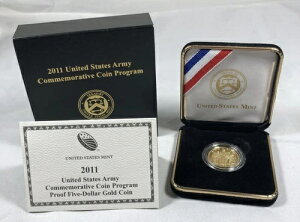 2011 United States Army
Commemorative Coin Program
UNITED STATES MINT
2011
United States Army
Commemorative Coin Program
Proof Five-Dollar Gold Coin
UNITED STATES MINT